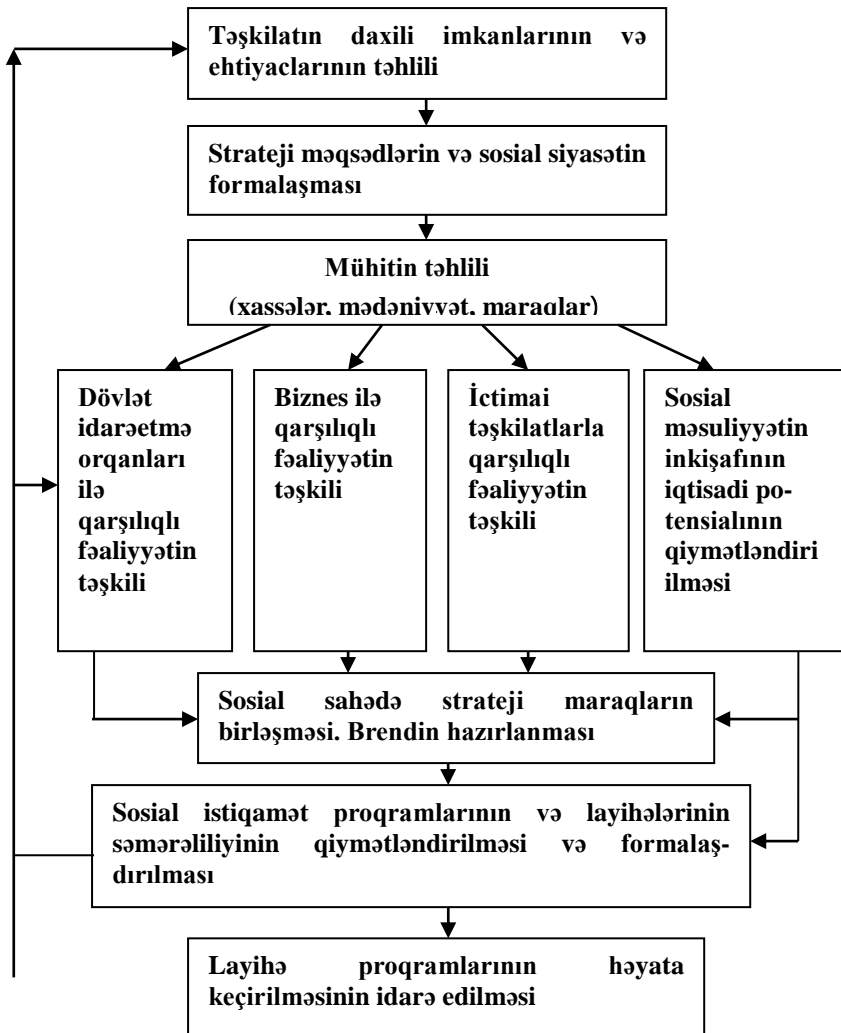 Təşkilatın daxili imkanlarının və
ehtiyaclarının təhlili
Strateji məqsədlərin və sosial siyasətin
formalaşması
Mühitin təhlili
(xassələr, mədəniyyət, maraqlar)
Dövlət
idarəetmə
orqanları
ilə
qarşılıqlı
fəaliyyətin
təşkili
Biznes ilə
qarşılıqlı
fəaliyyətin
təşkili
İctimai
təşkilatlarla
qarşılıqlı
fəaliyyətin
təşkili
Sosial
məsuliyyətin
inkişafının
iqtisadi po-
tensialının
qiymətləndiri
ilməsi
Sosial sahədə strateji maraqların
birləşməsi. Brendin hazırlanması
Sosial istiqamət proqramlarının və layihələrinin
səmərəliliyinin qiymətləndirilməsi və formalaş-
dırılması
Layihə proqramlarının həyata
keçirilməsinin idarə edilməsi